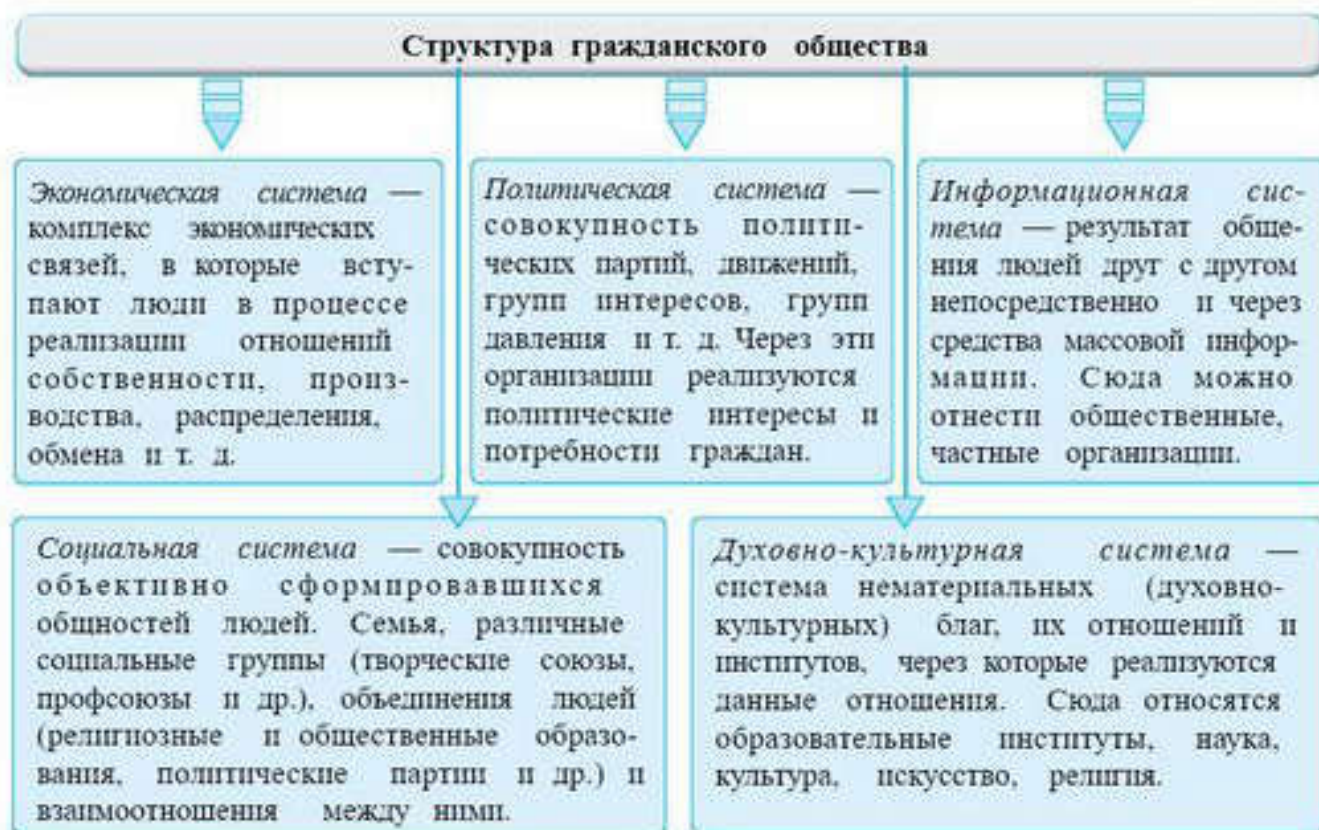 Структура гражданского общества
Экономическая система —
комплекс экономических
связей, в которые всту-
пают люди в процессе
реализации отношений
собственности, произ-
водства, распределения,
обмена и т. д.
Политическая система —
совокупность полити-
ческих партий, движений,
групп интересов, групп
давления и т. д. Через эти
организации реализуются
политические интересы и
потребности граждан.
Информационная сис-
тема — результат обще-
ния людей друг с другом
непосредственно и через
средства массовой инфор-
мации. Сюда можно
отнести общественные,
частные организации.
Социальная система — совокупность
объективно сформировавшихся
общностей людей. Семья, различные
социальные группы (творческие союзы,
профсоюзы и др.), объединения людей
(религиозные и общественные образо-
вания, политические партии и др.) и
взаимоотношения между ними.
Духовно-культурная система —
система нематериальных (духовно-
культурных) благ, их отношений и
институтов, через которые реализуются
данные отношения. Сюда относятся
образовательные институты, наука,
культура, искусство, религия.